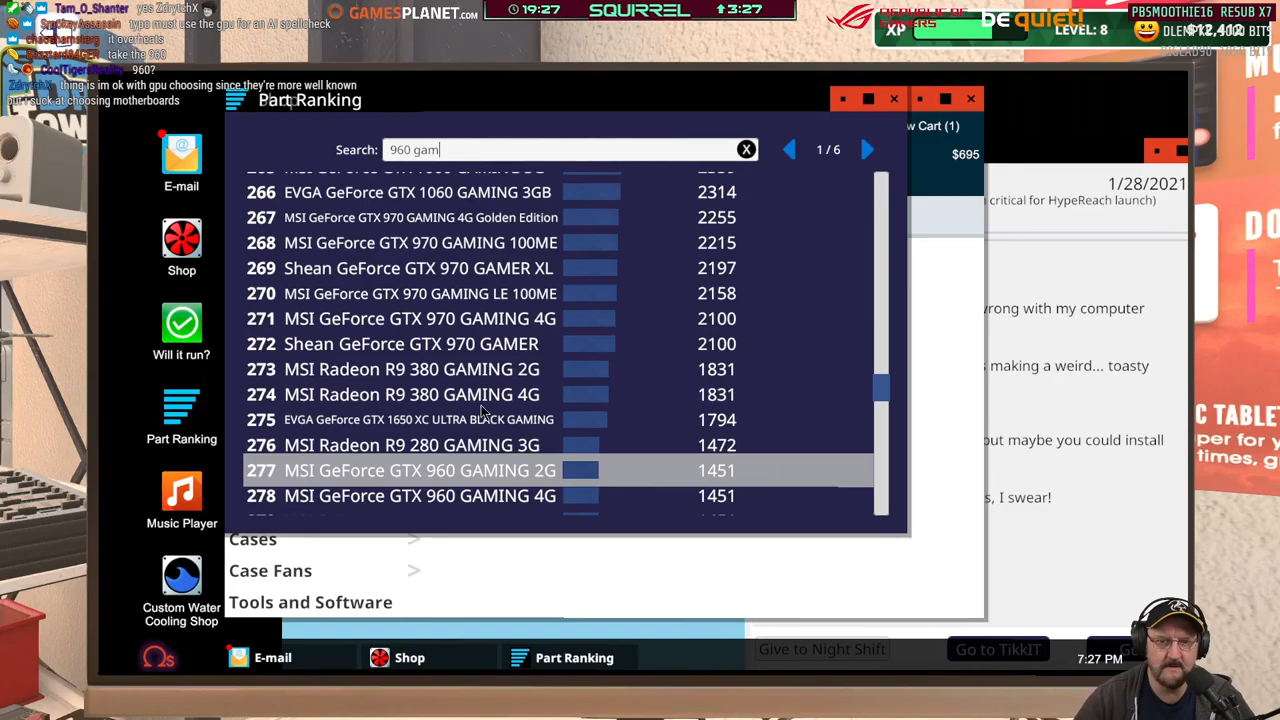 yes ZdrytchX
Tam_O_Shanter
typo must use the gpu for an AI spellcheck
it overheats
take the 960
CoolTigersReality 960?
ZdrytchX thing is im ok with gpu choosing since they're more well known
but i suck at choosing motherboards
GAMESPLANET.COM
19:27 SQUIRREL 3:27
REPUBLIC OF GAMERS
be quiet!
XP
LEVEL: 8
PBSMOOTHIE16 RESUB X7
E-mail
Shop
Will it run?
Part Ranking
Music Player
Custom Water
Cooling Shop
Part Ranking
Search: 960 gam X 1 / 6
266 EVGA GeForce GTX 1060 GAMING 3GB 2314
267 MSI GeForce GTX 970 GAMING 4G Golden Edition 2255
268 MSI GeForce GTX 970 GAMING 100ME 2215
269 Shean GeForce GTX 970 GAMER XL 2197
270 MSI GeForce GTX 970 GAMING LE 100ME 2158
271 MSI GeForce GTX 970 GAMING 4G 2100
272 Shean GeForce GTX 970 GAMER 2100
273 MSI Radeon R9 380 GAMING 2G 1831
274 MSI Radeon R9 380 GAMING 4G 1831
275 EVGA GeForce GTX 1650 XC ULTRA BLACK GAMING 1794
276 MSI Radeon R9 280 GAMING 3G 1472
277 MSI GeForce GTX 960 GAMING 2G 1451
278 MSI GeForce GTX 960 GAMING 4G 1451
w Cart (1)
$695
Cases >
Case Fans >
Tools and Software
1/28/2021
critical for HypeReach launch)
wrong with my computer
s making a weird... toasty
but maybe you could install
s, I swear!
Give to Night Shift
Go to TikkIT
E-mail
Shop
Part Ranking
7:27 PM
C TABLET
per for y
times, g